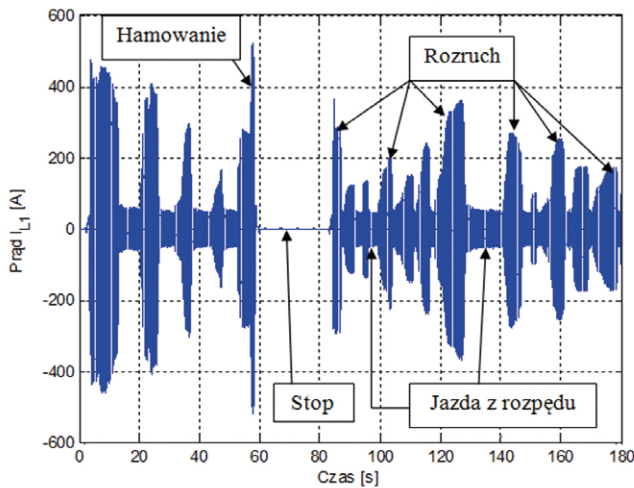 600
400
200
0
-200
-400
-600
Prąd I_L1 [A]
Hamowanie
Rozruch
Stop
Jazda z rozpędu
0 20 40 60 80 100 120 140 160 180
Czas [s]